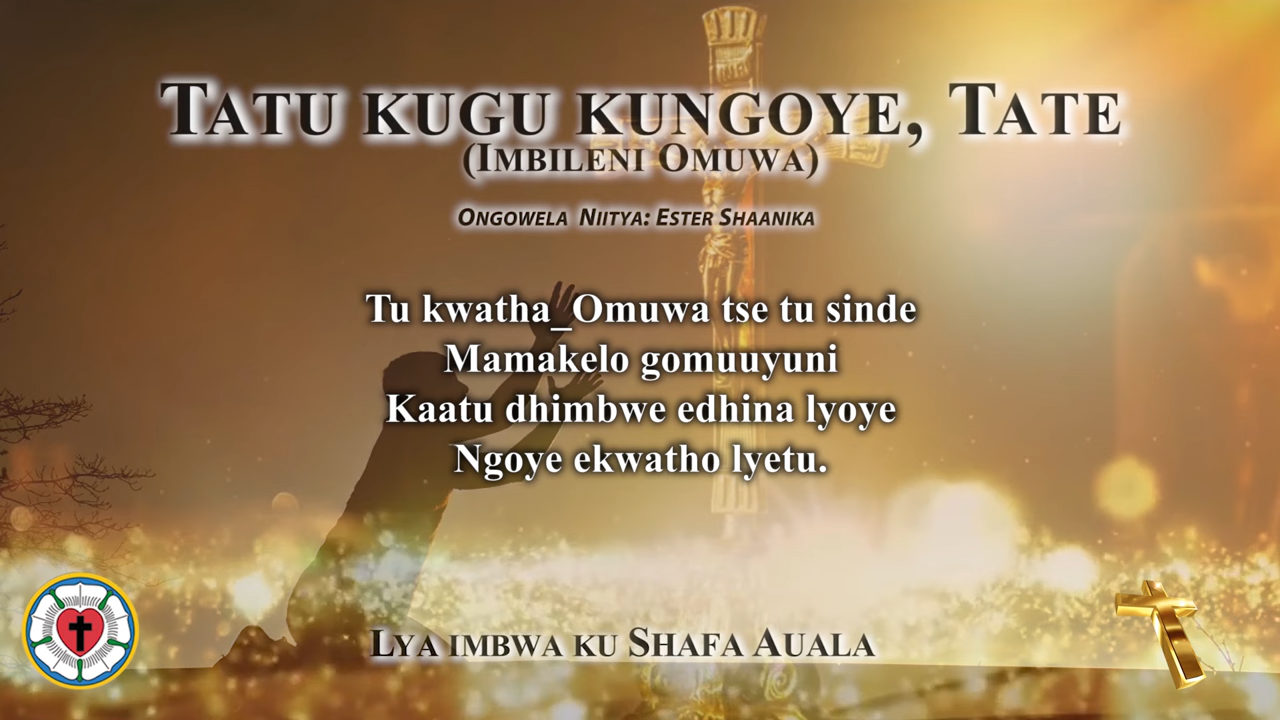 TATU KUGU KUNGOYE, TATE
(IMBILENI OMUWA)
ONGOWELA NIITYA: ESTER SHAANIKA
Tu kwatha_Omuwa tse tu sinde
Mamakelo gomuuyuni
Kaatu dhimbwe edhina lyoye
Ngoye ekwatho lyetu.
LYA IMBWA KU SHAFA AUALA